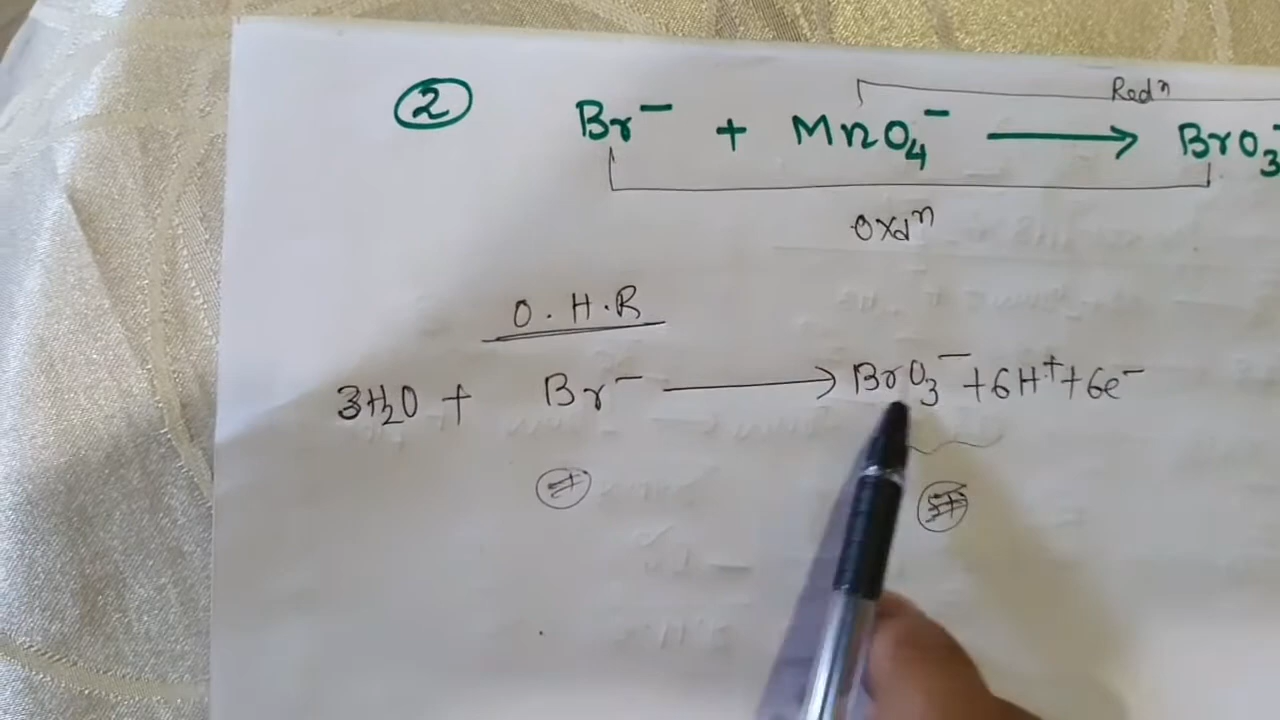 Redⁿ
② Br⁻ + MnO₄⁻ ⟶ BrO₃⁻
Oxdⁿ
O.H.R
3H₂O + Br⁻ ⟶ BrO₃⁻ + 6H⁺ + 6e⁻